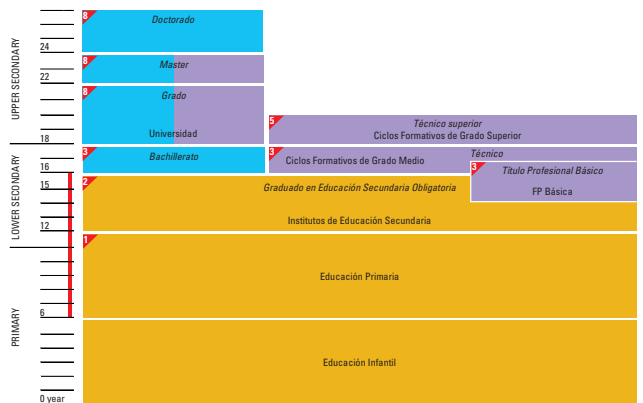 UPPER SECONDARY
LOWER SECONDARY
PRIMARY
24
22
18
16
15
12
6
0 year
8
Doctorado
8
Master
8
Grado
Universidad
5
Técnico superior
Ciclos Formativos de Grado Superior
3
Bachillerato
3
Ciclos Formativos de Grado Medio
Técnico
3
Título Profesional Básico
FP Básica
2
Graduado en Educación Secundaria Obligatoria
Institutos de Educación Secundaria
1
Educación Primaria
Educación Infantil